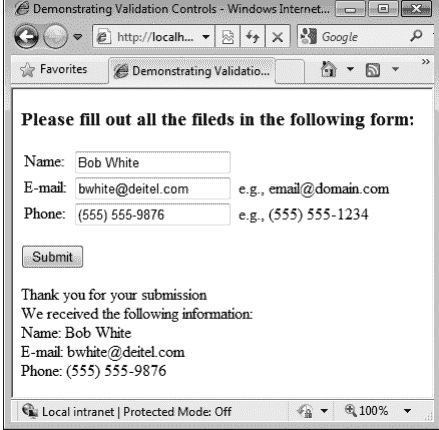 Demonstrating Validation Controls - Windows Internet...
http://localh...
Google
Favorites
Demonstrating Validatio...
Please fill out all the fileds in the following form:
Name: Bob White
E-mail: bwhite@deitel.com e.g., email@domain.com
Phone: (555) 555-9876 e.g., (555) 555-1234
Submit
Thank you for your submission
We received the following information:
Name: Bob White
E-mail: bwhite@deitel.com
Phone: (555) 555-9876
Local intranet | Protected Mode: Off
100%